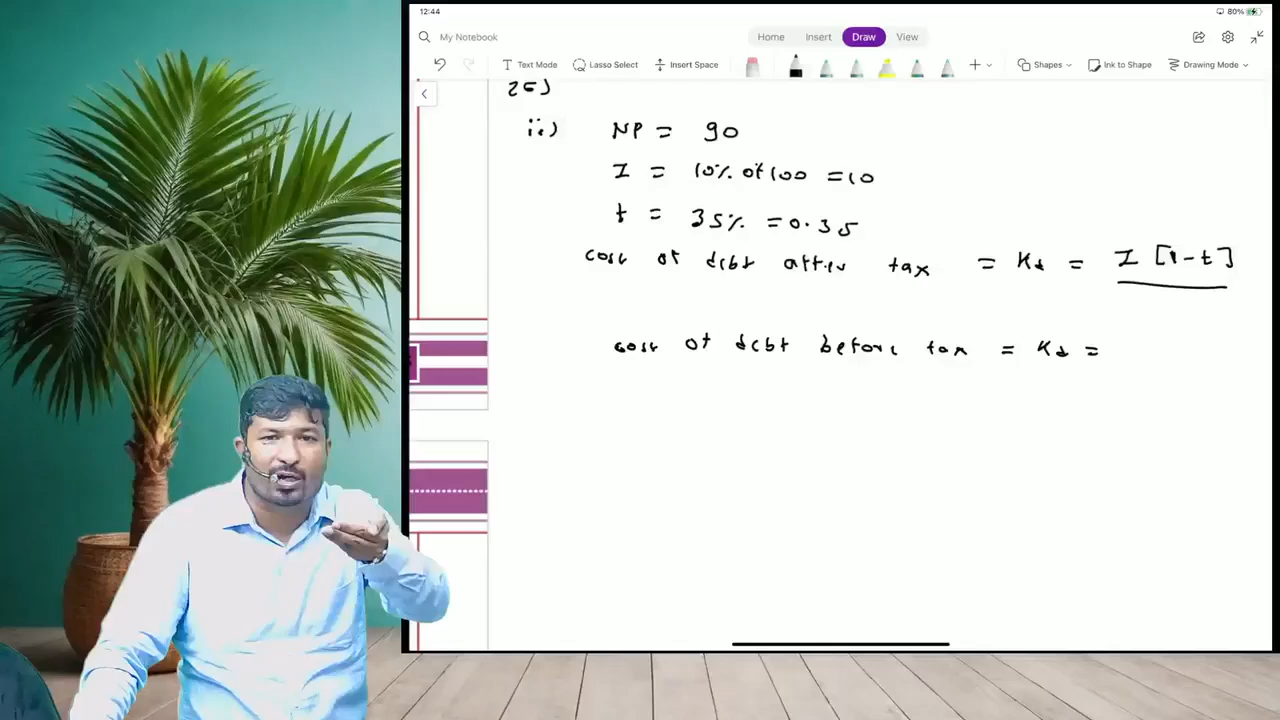 12:44
80%
My Notebook
Home Insert Draw View
Text Mode Lasso Select Insert Space Shapes Ink to Shape Drawing Mode
ii) NP = 90
I = 10% of 100 = 10
t = 35% = 0.35
cost of debt after tax = Kd = I [1-t]
cost of debt before tax = Kd =